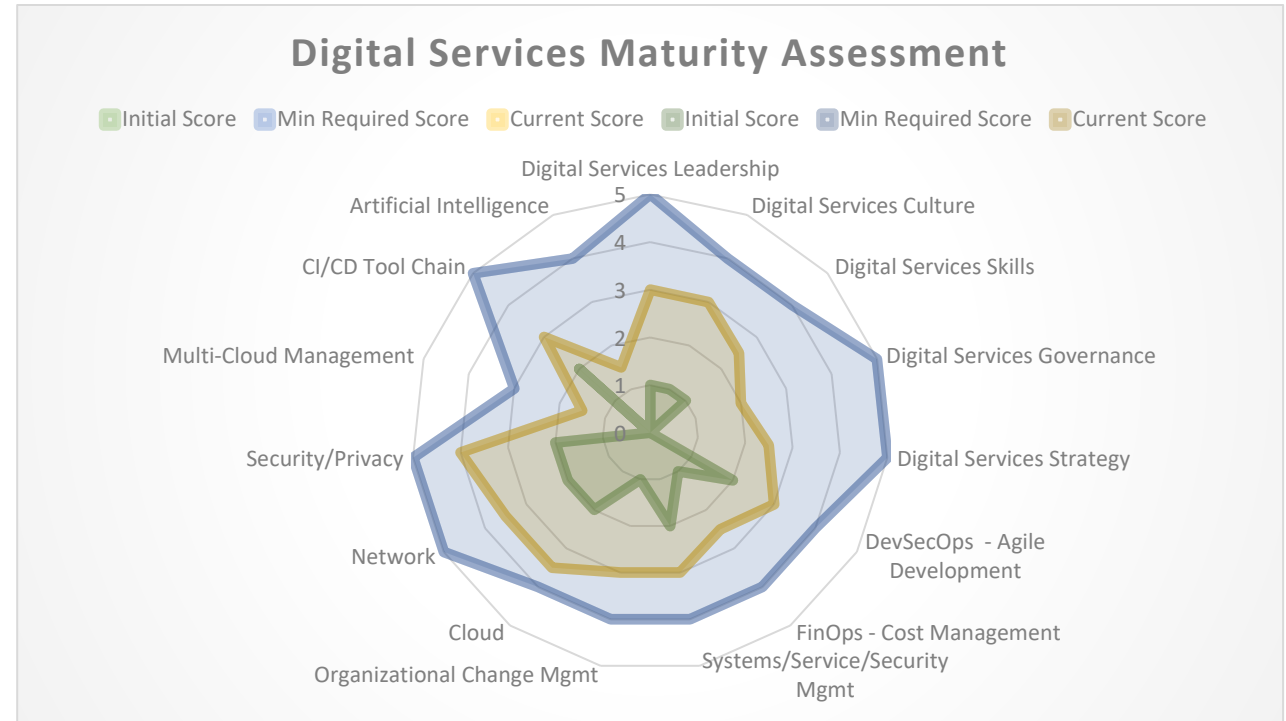 Digital Services Maturity Assessment
Initial Score Min Required Score Current Score Initial Score Min Required Score Current Score
Digital Services Leadership
Artificial Intelligence
Digital Services Culture
CI/CD Tool Chain
Digital Services Skills
Multi-Cloud Management
Digital Services Governance
Security/Privacy
Digital Services Strategy
Network
DevSecOps - Agile
Development
Cloud
FinOps - Cost Management
Organizational Change Mgmt
Systems/Service/Security
Mgmt
5
4
3
2
1
0